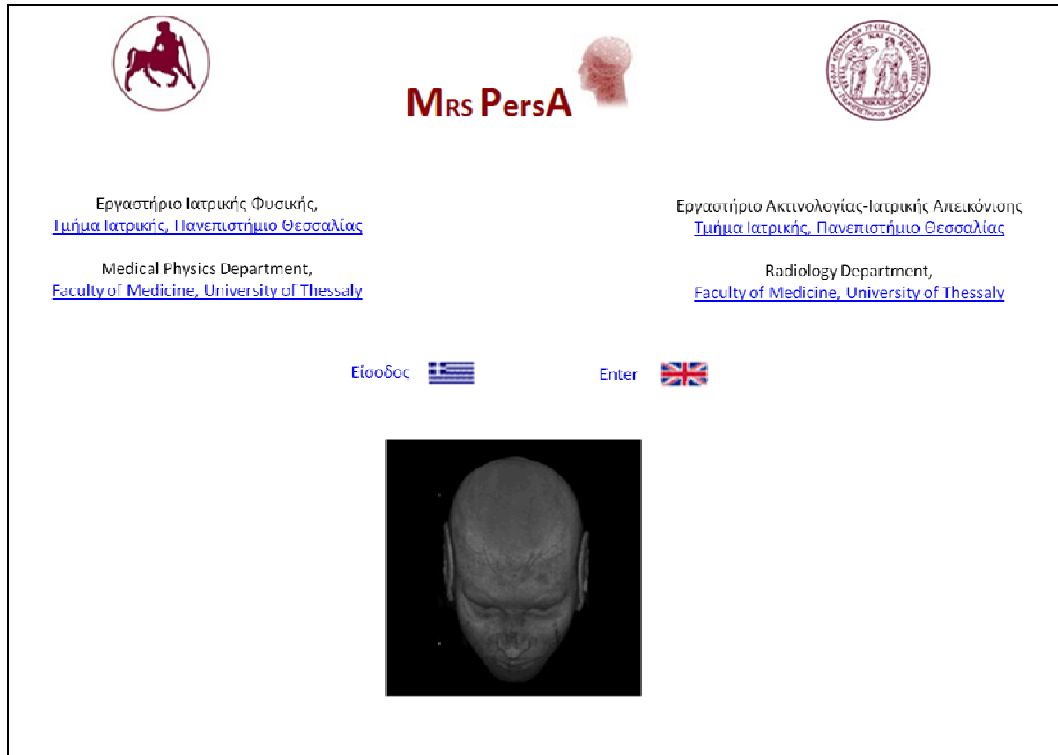 MRS PersA
Εργαστήριο Ιατρικής Φυσικής,
Τμήμα Ιατρικής, Πανεπιστήμιο Θεσσαλίας
Medical Physics Department,
Faculty of Medicine, University of Thessaly
Εργαστήριο Ακτινολογίας-Ιατρικής Απεικόνισης
Τμήμα Ιατρικής, Πανεπιστήμιο Θεσσαλίας
Radiology Department,
Faculty of Medicine, University of Thessaly
Είσοδος
Enter